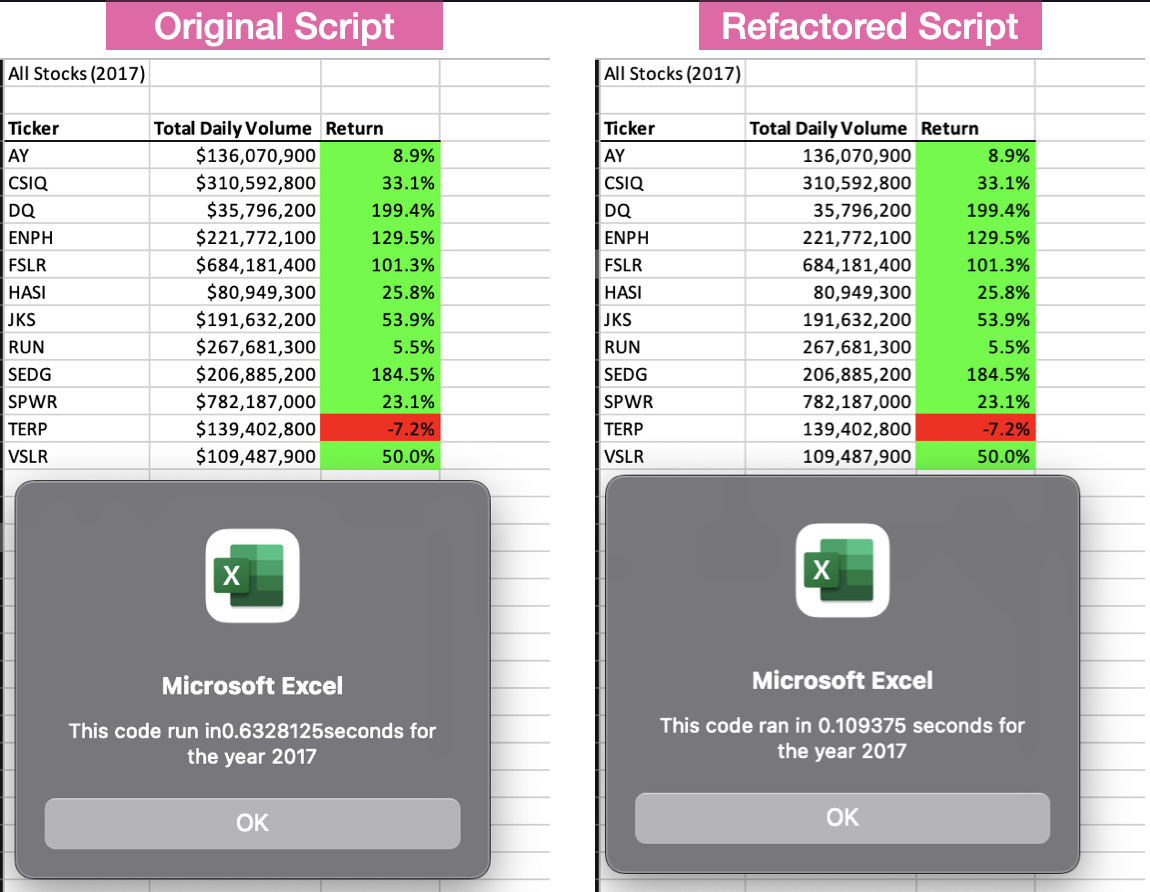 Original Script
All Stocks (2017)
Ticker Total Daily Volume Return
AY $136,070,900 8.9%
CSIQ $310,592,800 33.1%
DQ $35,796,200 199.4%
ENPH $221,772,100 129.5%
FSLR $684,181,400 101.3%
HASI $80,949,300 25.8%
JKS $191,632,200 53.9%
RUN $267,681,300 5.5%
SEDG $206,885,200 184.5%
SPWR $782,187,000 23.1%
TERP $139,402,800 -7.2%
VSLR $109,487,900 50.0%
X
Microsoft Excel
This code run in0.6328125seconds for
the year 2017
OK
Refactored Script
All Stocks (2017)
Ticker Total Daily Volume Return
AY 136,070,900 8.9%
CSIQ 310,592,800 33.1%
DQ 35,796,200 199.4%
ENPH 221,772,100 129.5%
FSLR 684,181,400 101.3%
HASI 80,949,300 25.8%
JKS 191,632,200 53.9%
RUN 267,681,300 5.5%
SEDG 206,885,200 184.5%
SPWR 782,187,000 23.1%
TERP 139,402,800 -7.2%
VSLR 109,487,900 50.0%
X
Microsoft Excel
This code ran in 0.109375 seconds for
the year 2017
OK